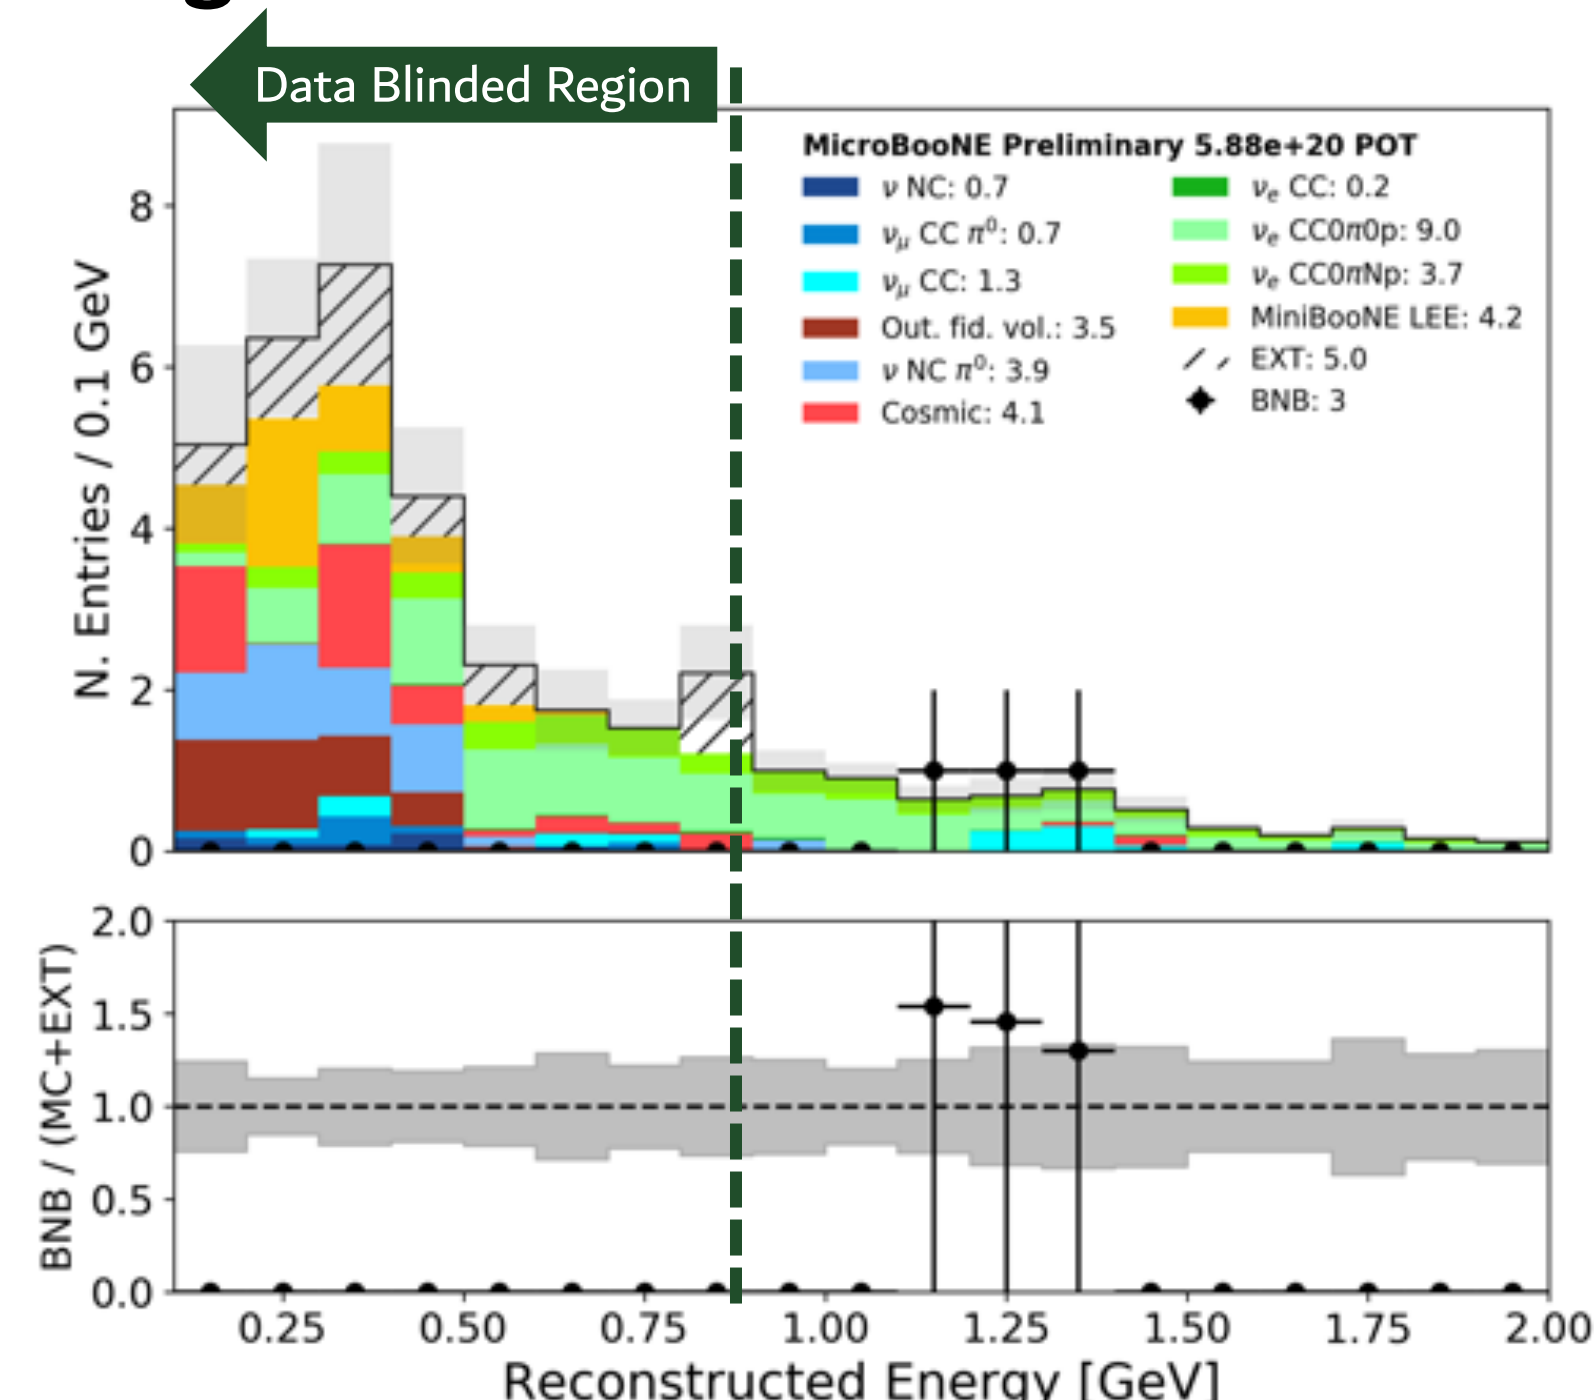 Data Blinded Region
MicroBooNE Preliminary 5.88e+20 POT
ν NC: 0.7
ν_μ CC π⁰: 0.7
ν_μ CC: 1.3
Out. fid. vol.: 3.5
ν NC π⁰: 3.9
Cosmic: 4.1
ν_e CC: 0.2
ν_e CC0π0p: 9.0
ν_e CC0πNp: 3.7
MiniBooNE LEE: 4.2
EXT: 5.0
BNB: 3
N. Entries / 0.1 GeV
8
6
4
2
0
BNB / (MC+EXT)
2.0
1.5
1.0
0.5
0.0
0.25 0.50 0.75 1.00 1.25 1.50 1.75 2.00
Reconstructed Energy [GeV]